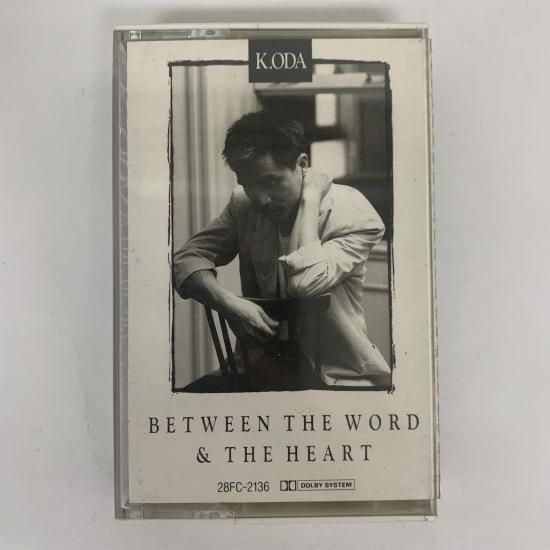 K.ODA
BETWEEN THE WORD
& THE HEART
28FC-2136 DOLBY SYSTEM